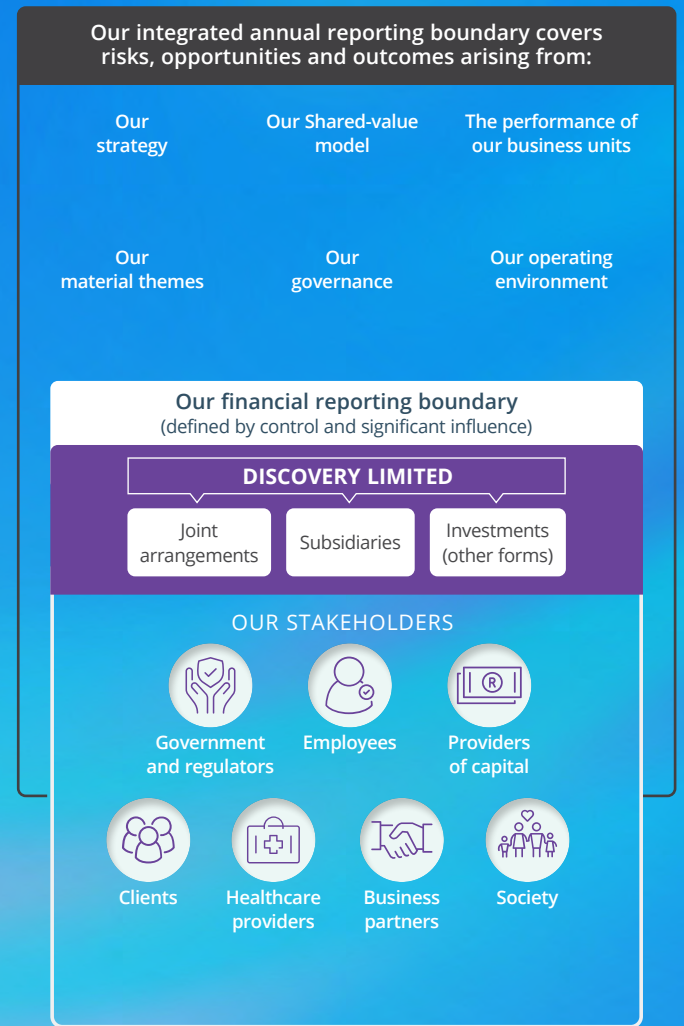 Our integrated annual reporting boundary covers
risks, opportunities and outcomes arising from:
Our
strategy
Our Shared-value
model
The performance of
our business units
Our
material themes
Our
governance
Our operating
environment
Our financial reporting boundary
(defined by control and significant influence)
DISCOVERY LIMITED
Joint
arrangements
Subsidiaries
Investments
(other forms)
OUR STAKEHOLDERS
R
Government
and regulators
Employees
Providers
of capital
Clients
Healthcare
providers
Business
partners
Society